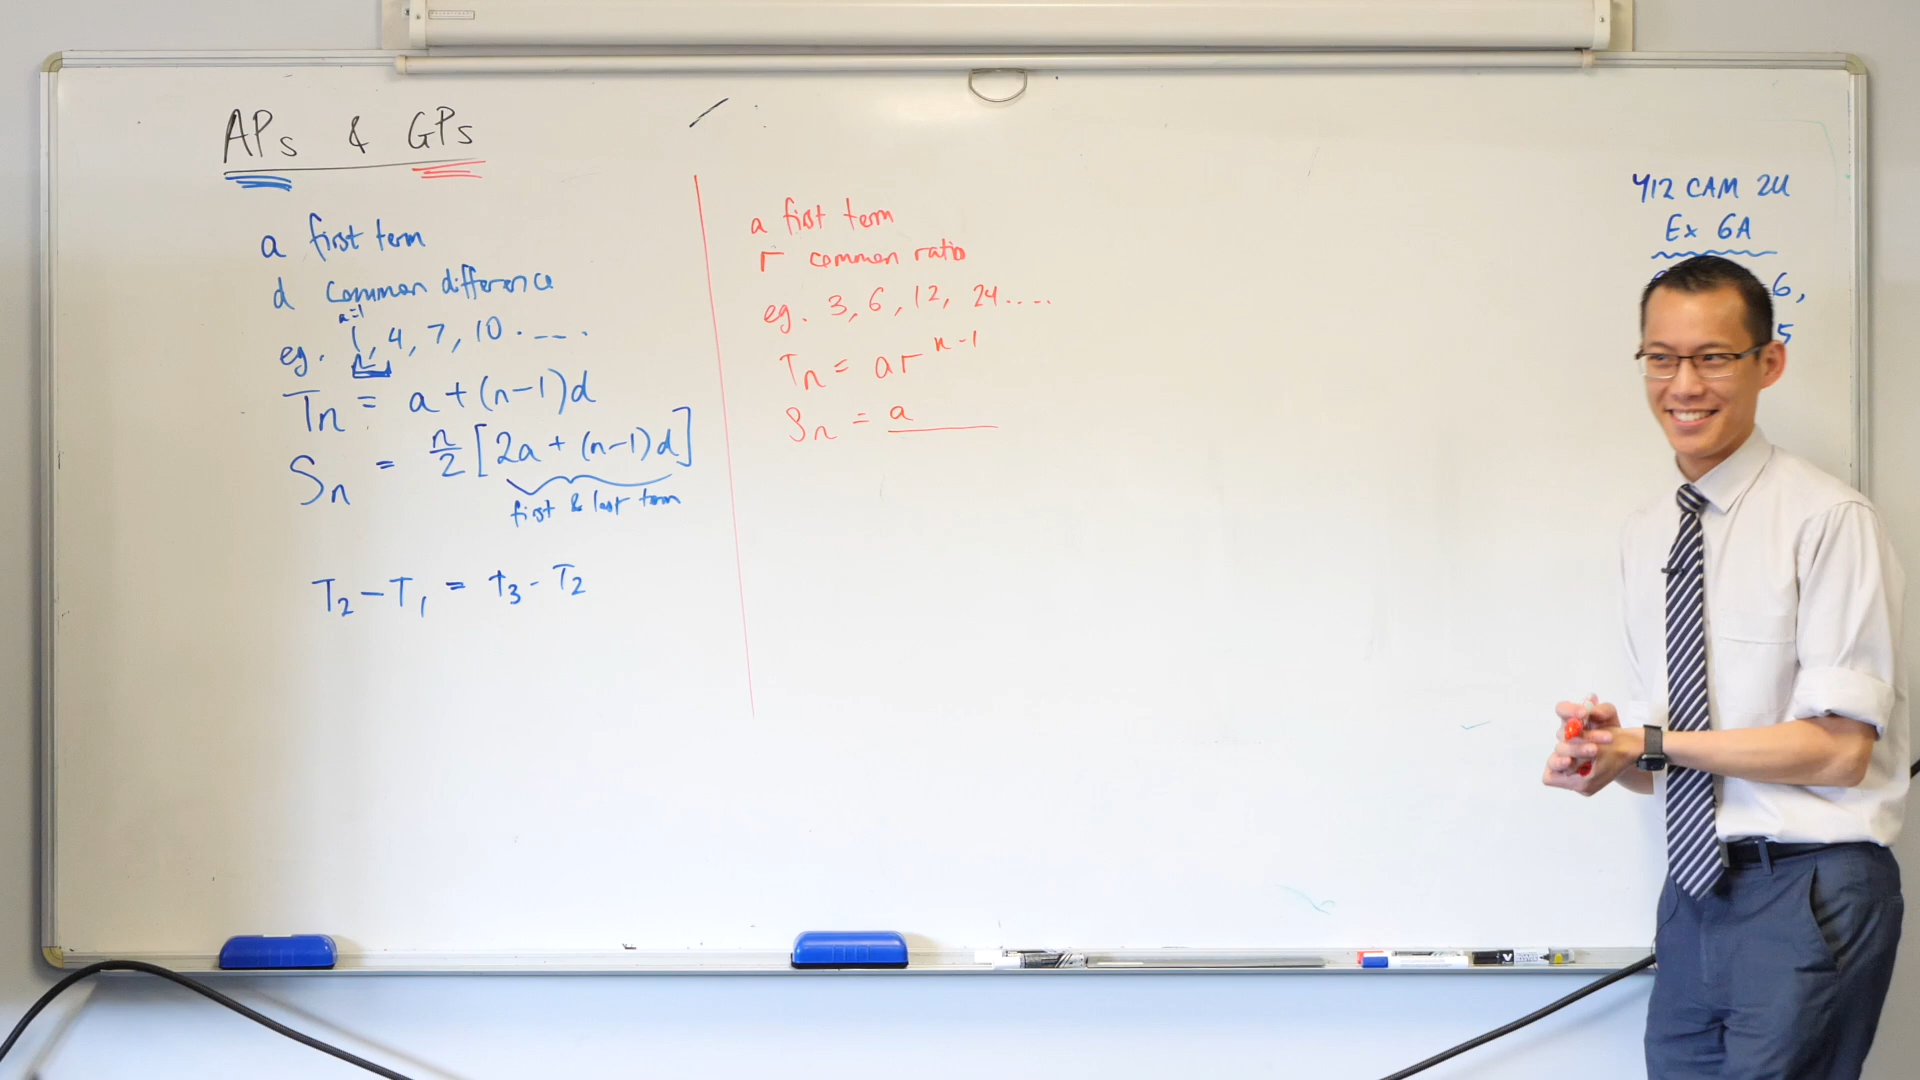 APs & GPs
a first term
d common difference
a=1
eg. 1, 4, 7, 10 . ....
Tn = a + (n-1)d
Sn = n/2 [2a + (n-1)d]
first & last term
T2 - T1 = T3 - T2
a first term
r common ratio
eg. 3, 6, 12, 24....
Tn = ar^(n-1)
Sn = a
Y12 CAM 2U
Ex 6A
6,
5